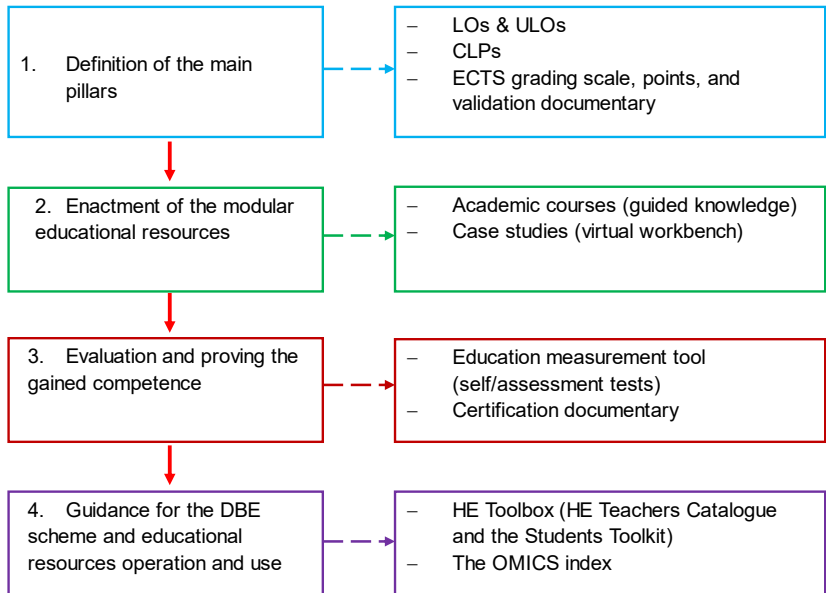 1. Definition of the main
pillars
– LOs & ULOs
– CLPs
– ECTS grading scale, points, and
validation documentary
2. Enactment of the modular
educational resources
– Academic courses (guided knowledge)
– Case studies (virtual workbench)
3. Evaluation and proving the
gained competence
– Education measurement tool
(self/assessment tests)
– Certification documentary
4. Guidance for the DBE
scheme and educational
resources operation and use
– HE Toolbox (HE Teachers Catalogue
and the Students Toolkit)
– The OMICS index